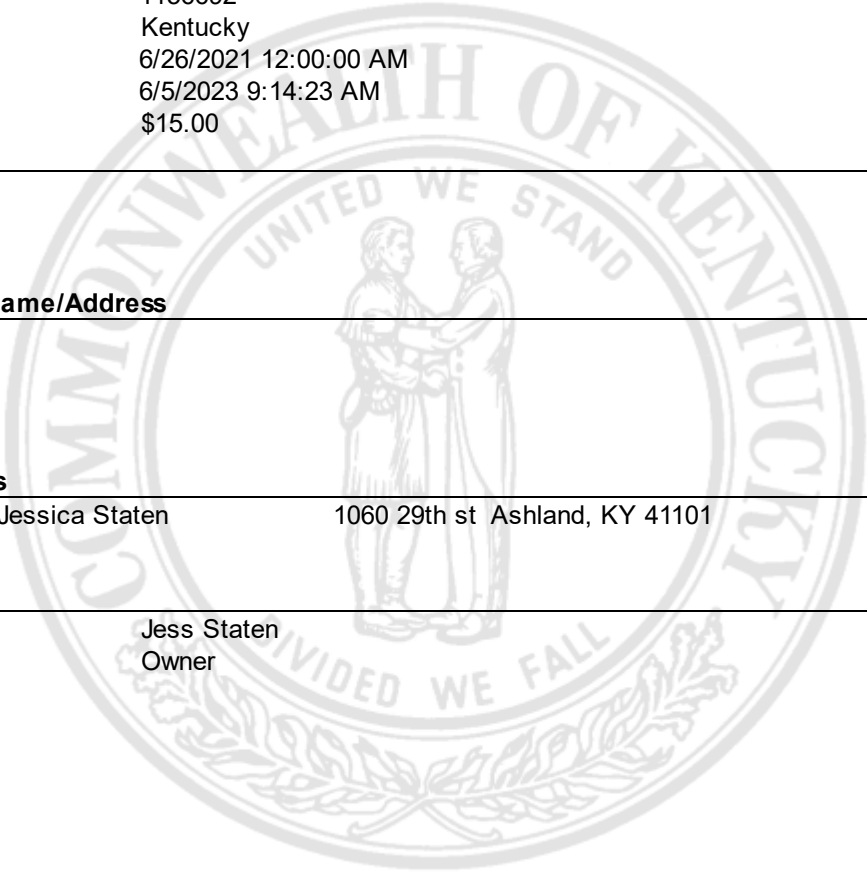 Kentucky
6/26/2021 12:00:00 AM
6/5/2023 9:14:23 AM
$15.00
COMMONWEALTH OF KENTUCKY
UNITED WE STAND
ame/Address
s
Jessica Staten 1060 29th st Ashland, KY 41101
Jess Staten
Owner
DIVIDED WE FALL